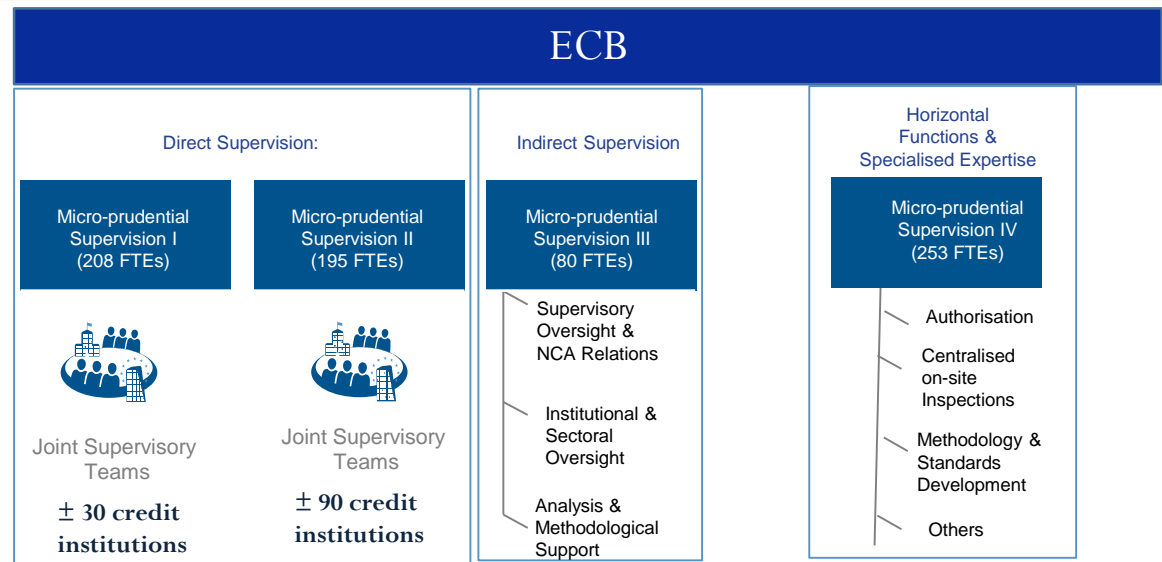 ECB
Direct Supervision:
Micro-prudential
Supervision I
(208 FTEs)
Joint Supervisory
Teams
± 30 credit
institutions
Micro-prudential
Supervision II
(195 FTEs)
Joint Supervisory
Teams
± 90 credit
institutions
Indirect Supervision
Micro-prudential
Supervision III
(80 FTEs)
Supervisory
Oversight &
NCA Relations
Institutional &
Sectoral
Oversight
Analysis &
Methodological
Support
Horizontal
Functions &
Specialised Expertise
Micro-prudential
Supervision IV
(253 FTEs)
Authorisation
Centralised
on-site
Inspections
Methodology &
Standards
Development
Others